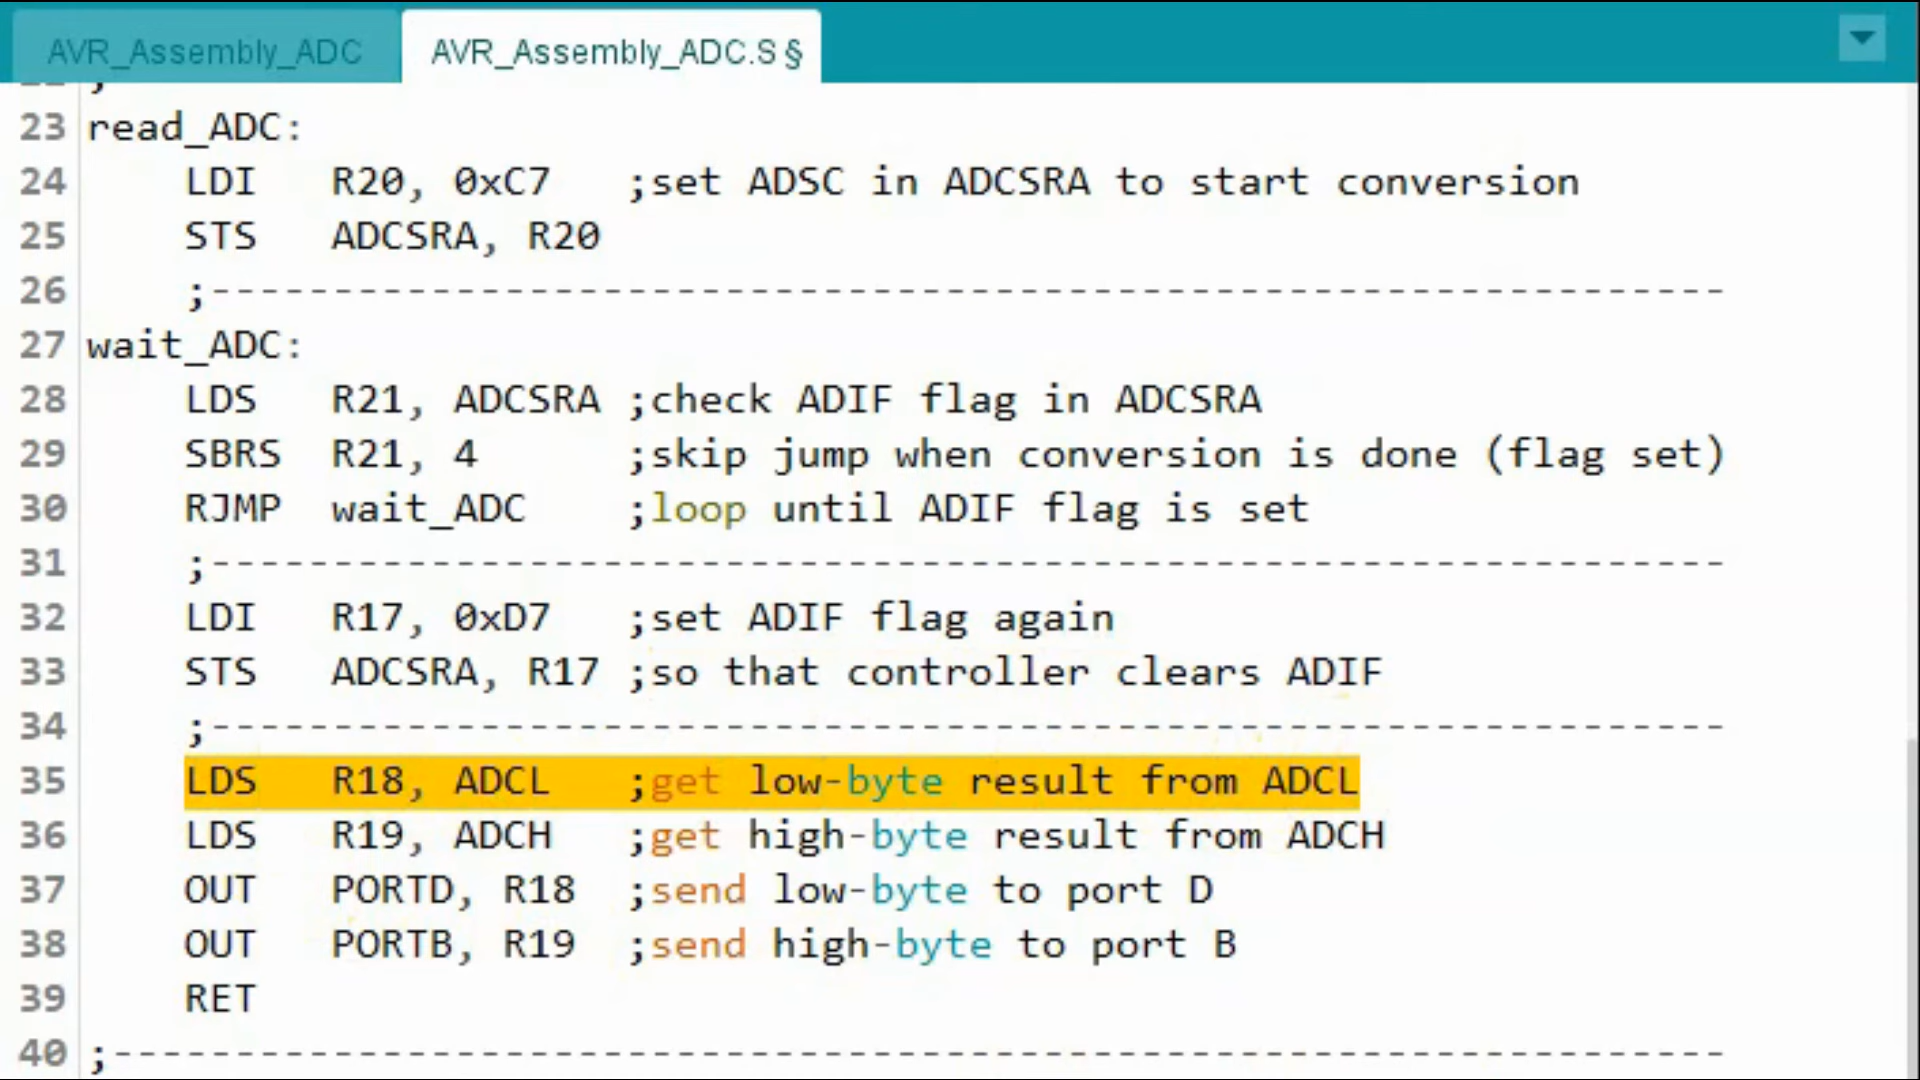 AVR_Assembly_ADC AVR_Assembly_ADC.S §
23 read_ADC:
24 LDI R20, 0xC7 ;set ADSC in ADCSRA to start conversion
25 STS ADCSRA, R20
26 ;--------------------------------------------------------------
27 wait_ADC:
28 LDS R21, ADCSRA ;check ADIF flag in ADCSRA
29 SBRS R21, 4 ;skip jump when conversion is done (flag set)
30 RJMP wait_ADC ;loop until ADIF flag is set
31 ;--------------------------------------------------------------
32 LDI R17, 0xD7 ;set ADIF flag again
33 STS ADCSRA, R17 ;so that controller clears ADIF
34 ;--------------------------------------------------------------
35 LDS R18, ADCL ;get low-byte result from ADCL
36 LDS R19, ADCH ;get high-byte result from ADCH
37 OUT PORTD, R18 ;send low-byte to port D
38 OUT PORTB, R19 ;send high-byte to port B
39 RET
40 ;------------------------------------------------------------------